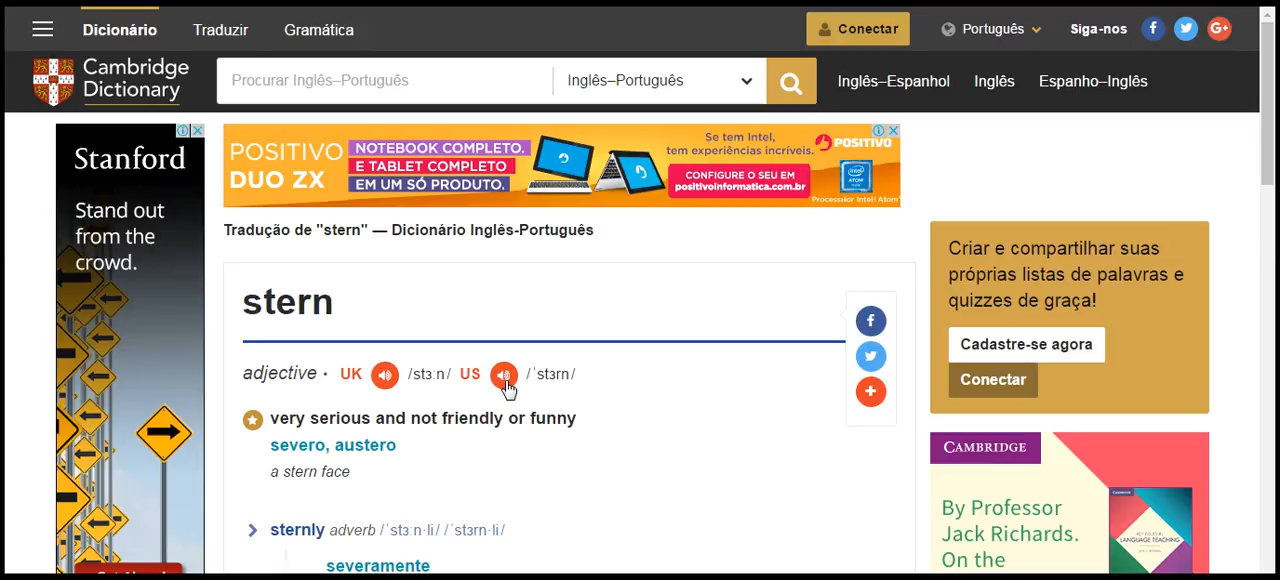 Dicionário Traduzir Gramática Conectar Português Siga-nos
Cambridge
Dictionary
Procurar Inglês–Português Inglês–Português Inglês–Espanhol Inglês Espanho–Inglês
Stanford
Stand out
from the
crowd.
POSITIVO
DUO ZX
NOTEBOOK COMPLETO.
E TABLET COMPLETO
EM UM SÓ PRODUTO.
Se tem Intel,
tem experiências incríveis.
CONFIGURE O SEU EM
positivoinformatica.com.br
POSITIVO
intel
ATOM
Processador Intel® Atom™
Tradução de "stern" — Dicionário Inglês-Português
stern
adjective • UK /stɜːn/ US /ˈstɜrn/
very serious and not friendly or funny
severo, austero
a stern face
sternly adverb /ˈstɜːn·li/ /ˈstɜrn·li/
severamente
Criar e compartilhar suas
próprias listas de palavras e
quizzes de graça!
Cadastre-se agora
Conectar
CAMBRIDGE
By Professor
Jack Richards.
On the
LANGUAGE TEACHING